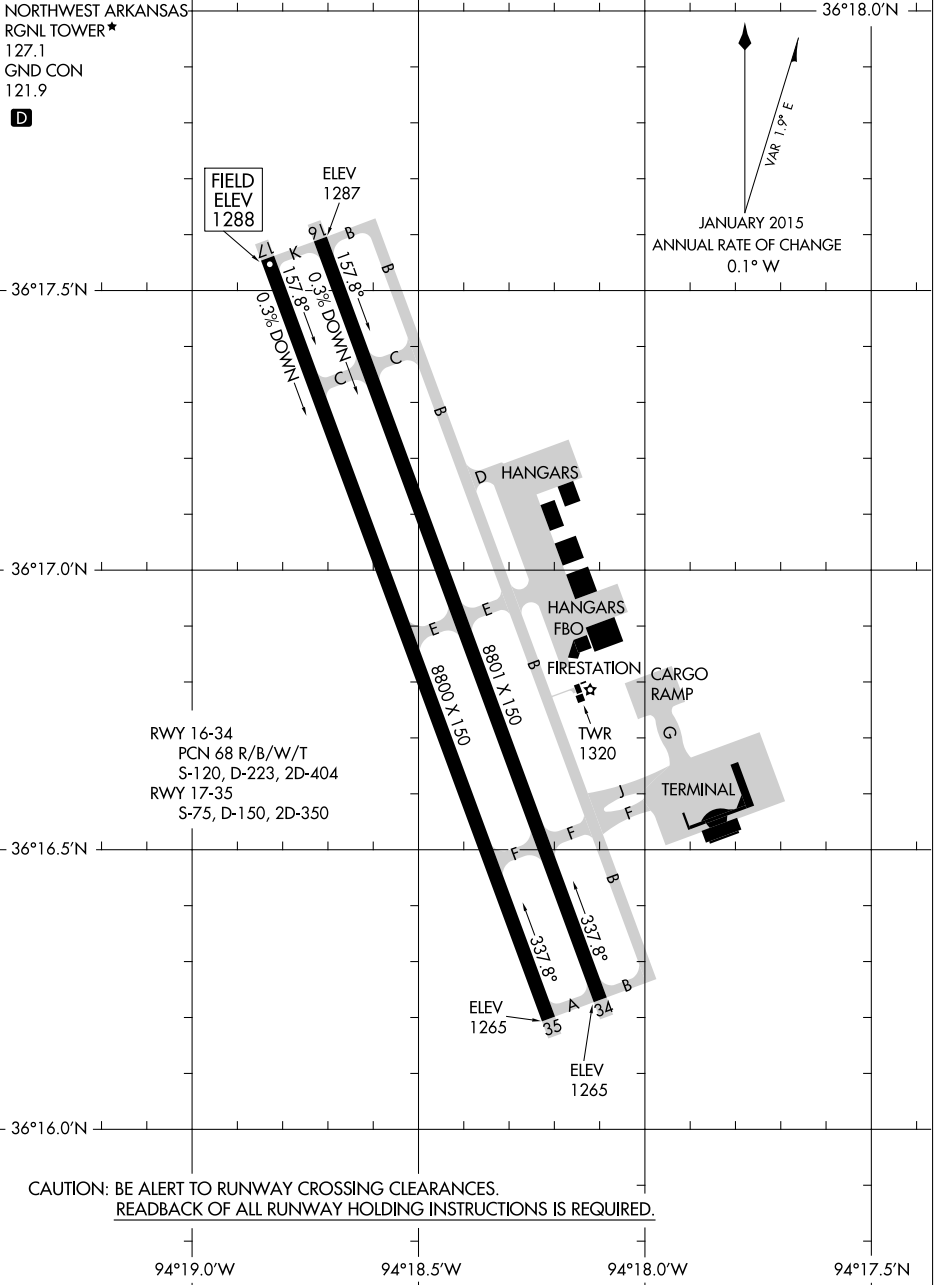 NORTHWEST ARKANSAS
RGNL TOWER★
127.1
GND CON
121.9
D
36°18.0'N
VAR 1.9° E
JANUARY 2015
ANNUAL RATE OF CHANGE
0.1° W
FIELD
ELEV
1288
ELEV
1287
17
K
16
B
B
157.8°
0.3% DOWN
157.8°
0.3% DOWN
36°17.5'N
C
C
B
D
HANGARS
36°17.0'N
E
E
HANGARS
FBO
B
FIRESTATION
CARGO
RAMP
8800 X 150
8801 X 150
TWR
1320
G
RWY 16-34
PCN 68 R/B/W/T
S-120, D-223, 2D-404
RWY 17-35
S-75, D-150, 2D-350
J
TERMINAL
F
F
F
36°16.5'N
B
337.8°
337.8°
A
B
35
34
ELEV
1265
ELEV
1265
36°16.0'N
CAUTION: BE ALERT TO RUNWAY CROSSING CLEARANCES.
READBACK OF ALL RUNWAY HOLDING INSTRUCTIONS IS REQUIRED.
94°19.0'W
94°18.5'W
94°18.0'W
94°17.5'W